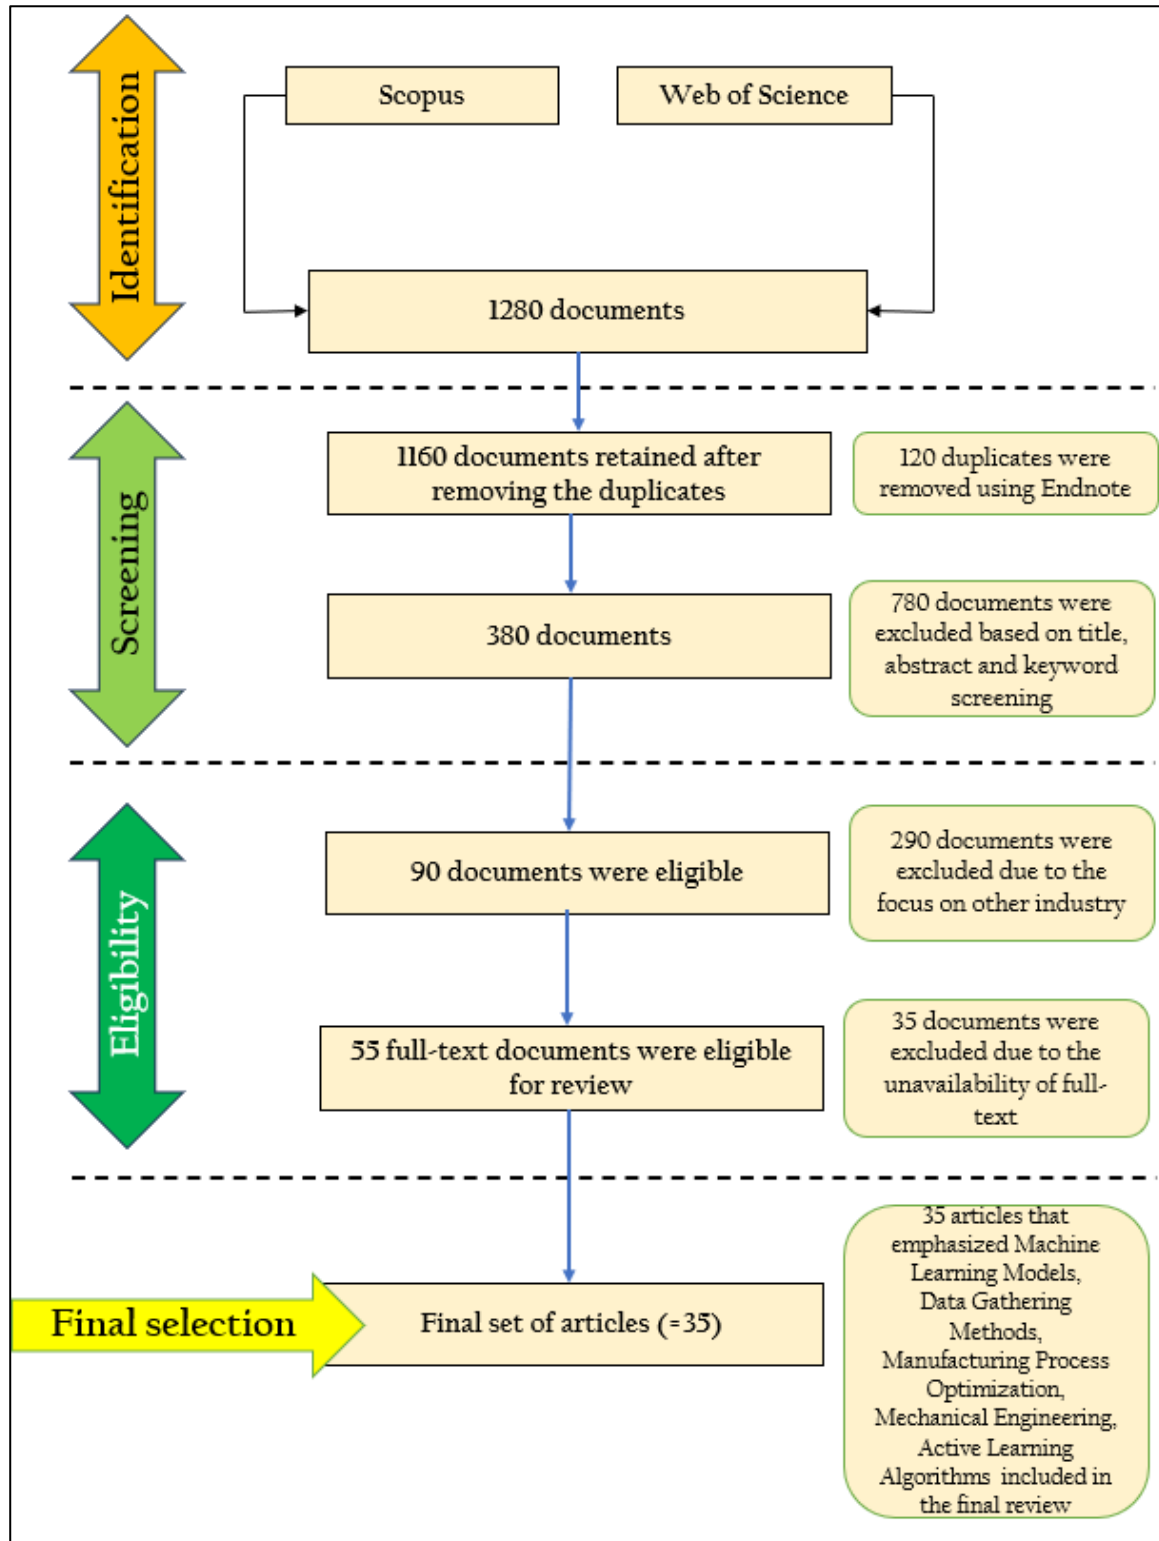 Identification
Scopus
Web of Science
1280 documents
Screening
1160 documents retained after
removing the duplicates
120 duplicates were
removed using Endnote
380 documents
780 documents were
excluded based on title,
abstract and keyword
screening
Eligibility
90 documents were eligible
290 documents were
excluded due to the
focus on other industry
55 full-text documents were eligible
for review
35 documents were
excluded due to the
unavailability of full-
text
Final selection
Final set of articles (=35)
35 articles that
emphasized Machine
Learning Models,
Data Gathering
Methods,
Manufacturing Process
Optimization,
Mechanical Engineering,
Active Learning
Algorithms included in
the final review